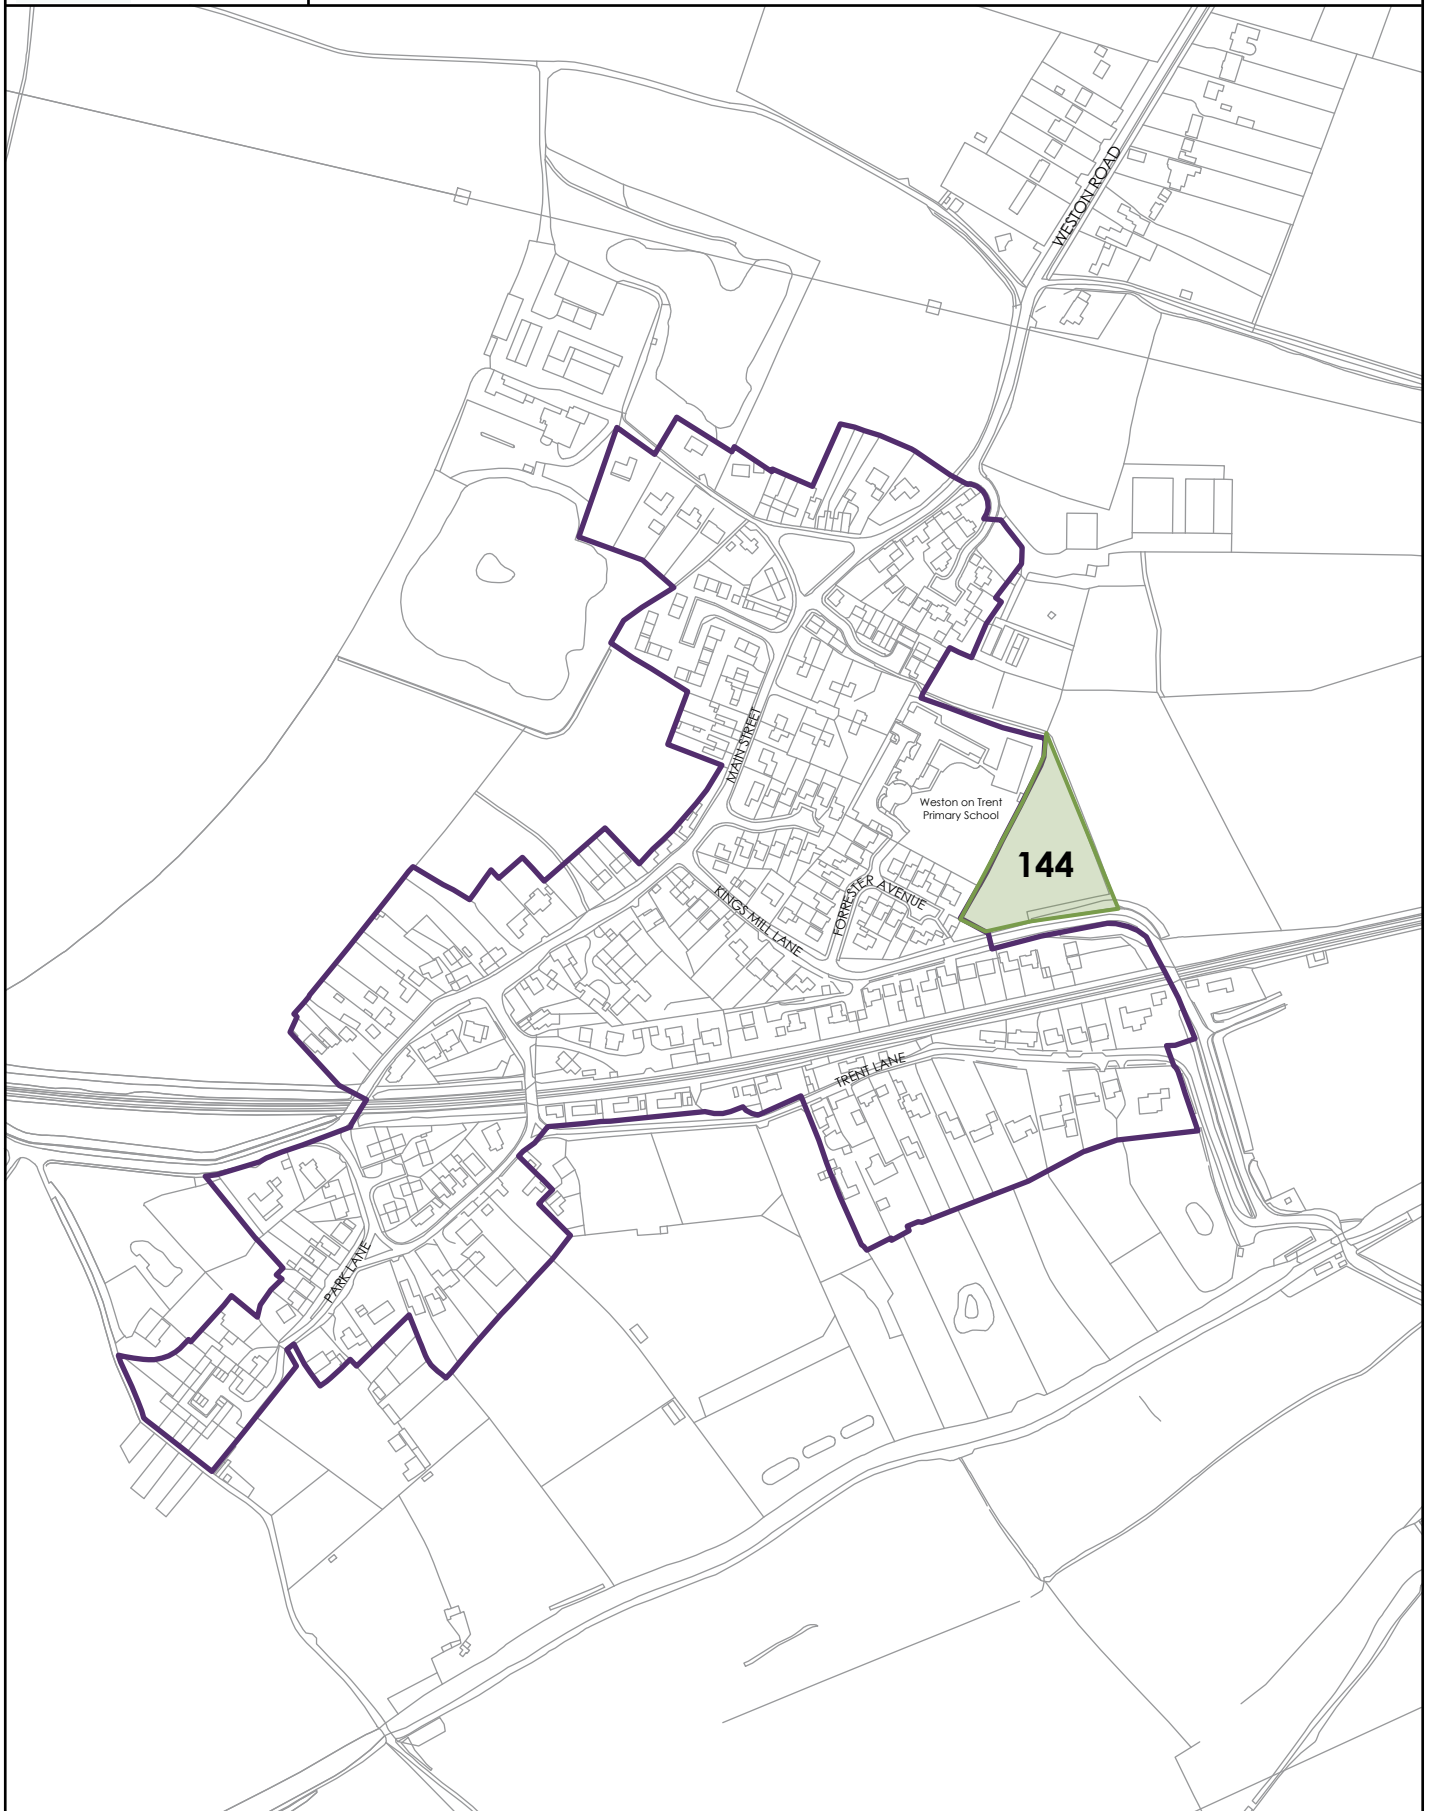 WESTON ROAD
MAIN STREET
Weston on Trent
Primary School
144
FORRESTER AVENUE
KINGS MILL LANE
TRENT LANE
PARK LANE